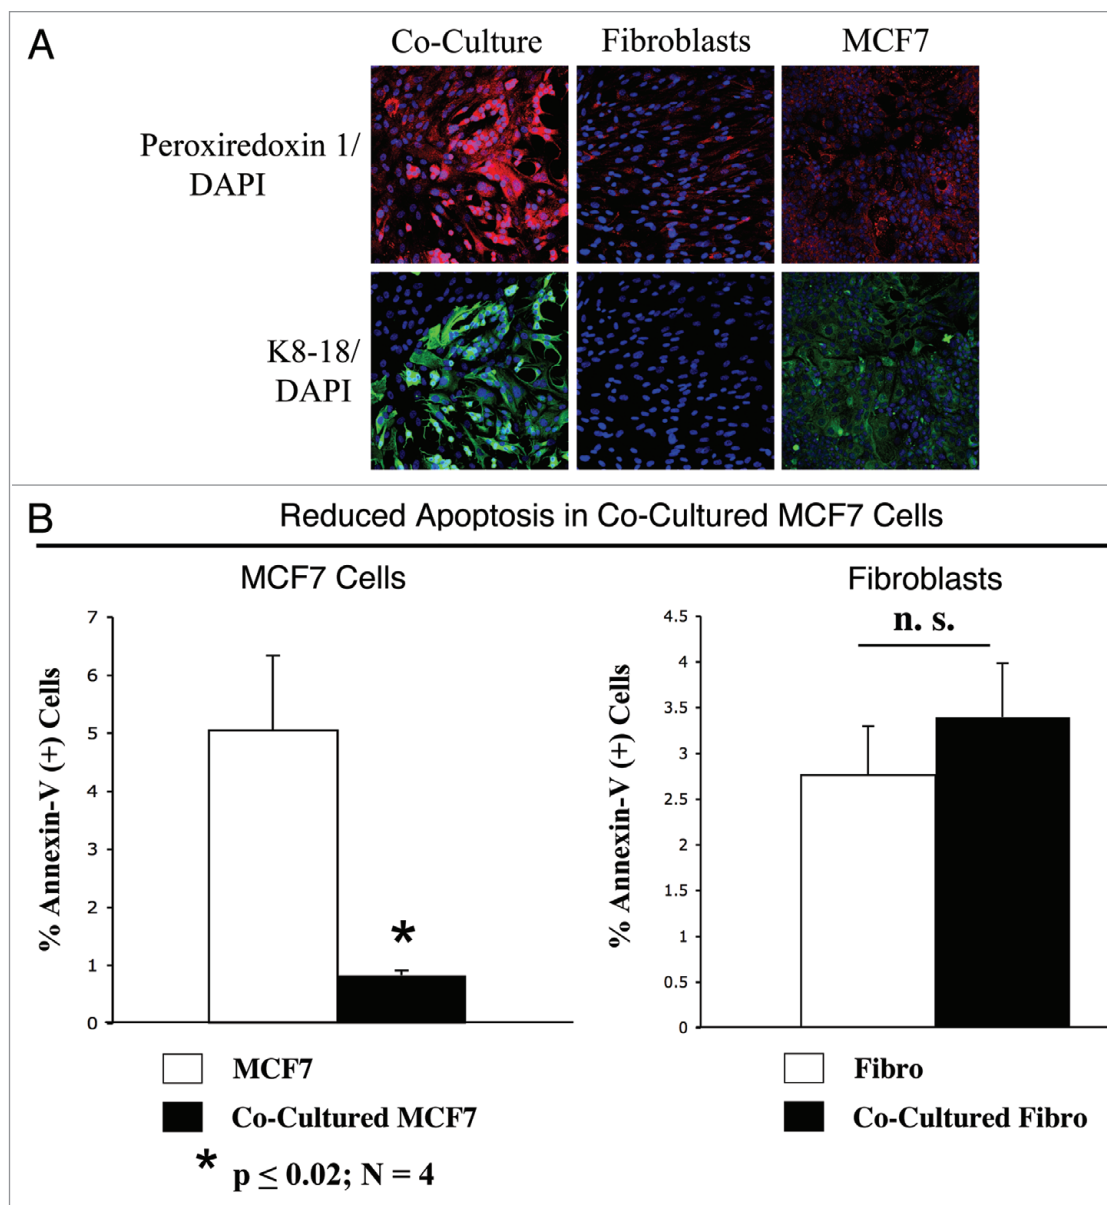 A
Co-Culture Fibroblasts MCF7
Peroxiredoxin 1/
DAPI
K8-18/
DAPI
B
Reduced Apoptosis in Co-Cultured MCF7 Cells
MCF7 Cells
% Annexin-V (+) Cells
7
6
5
4
3
2
1
0
*
MCF7
Co-Cultured MCF7
* p ≤ 0.02; N = 4
Fibroblasts
n. s.
% Annexin-V (+) Cells
4.5
4
3.5
3
2.5
2
1.5
1
0.5
0
Fibro
Co-Cultured Fibro